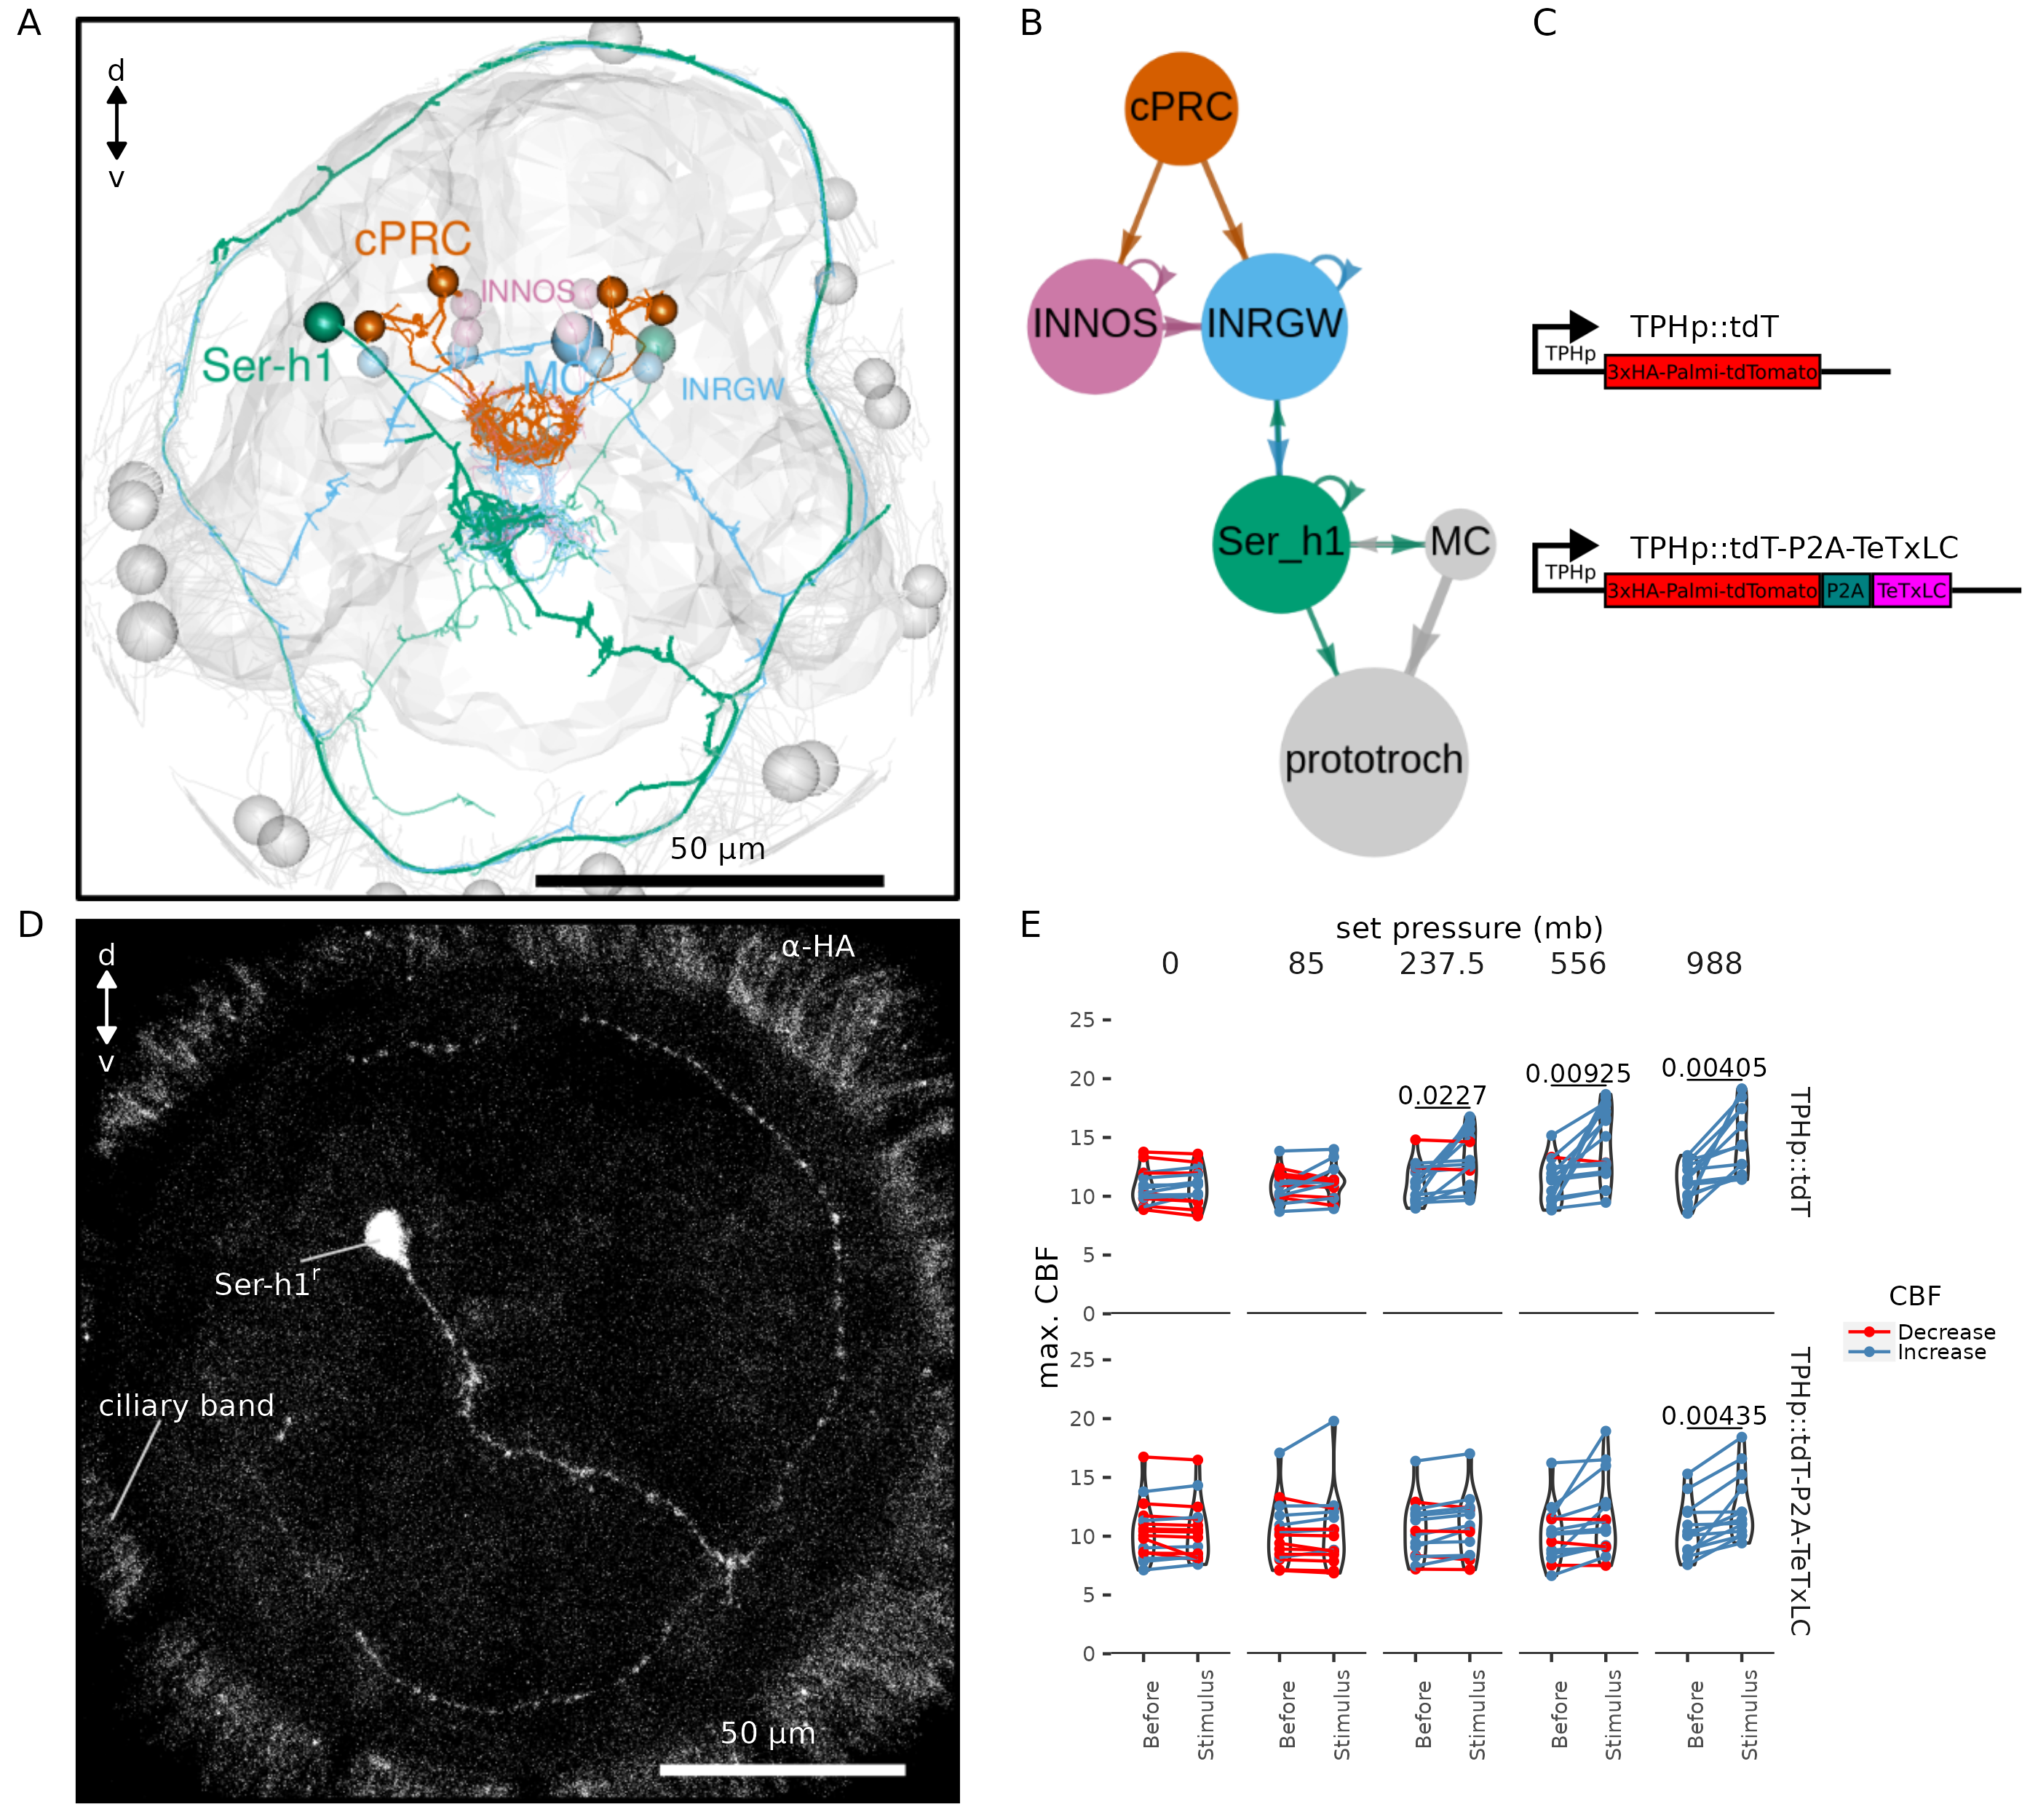 A
d
v
cPRC
INNOS
Ser-h1
MC
INRGW
50 μm
B
cPRC
INNOS
INRGW
Ser_h1
MC
prototroch
C
TPHp::tdT
TPHp
3xHA-Palmi-tdTomato
TPHp::tdT-P2A-TeTxLC
TPHp
3xHA-Palmi-tdTomato P2A TeTxLC
D
α-HA
d
v
Ser-h1r
ciliary band
50 μm
E
set pressure (mb)
0 85 237.5 556 988
max. CBF
25
20
15
10
5
0
0.0227
0.00925
0.00405
TPHp::tdT
25
20
15
10
5
0
0.00435
TPHp::tdT-P2A-TeTxLC
Before Stimulus Before Stimulus Before Stimulus Before Stimulus Before Stimulus
CBF
Decrease
Increase